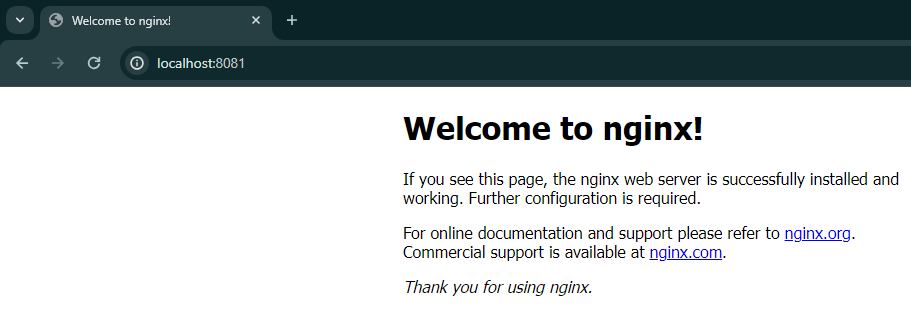 Welcome to nginx!
localhost:8081
Welcome to nginx!
If you see this page, the nginx web server is successfully installed and
working. Further configuration is required.
For online documentation and support please refer to nginx.org.
Commercial support is available at nginx.com.
Thank you for using nginx.